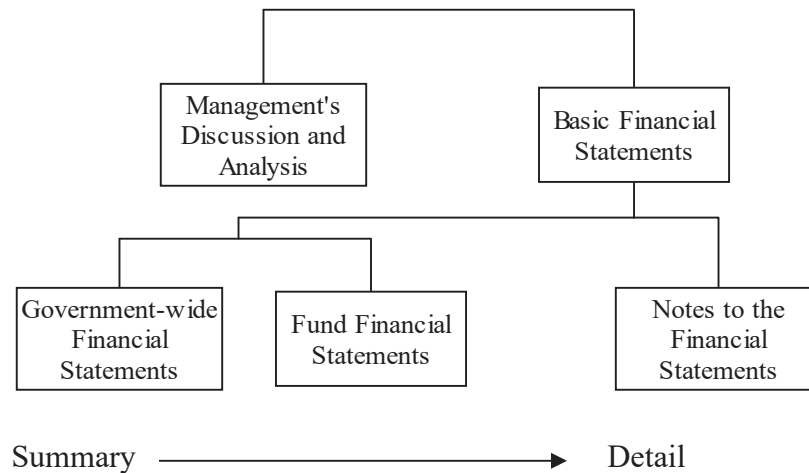 Management's
Discussion and
Analysis
Basic Financial
Statements
Government-wide
Financial
Statements
Fund Financial
Statements
Notes to the
Financial
Statements
Summary
Detail